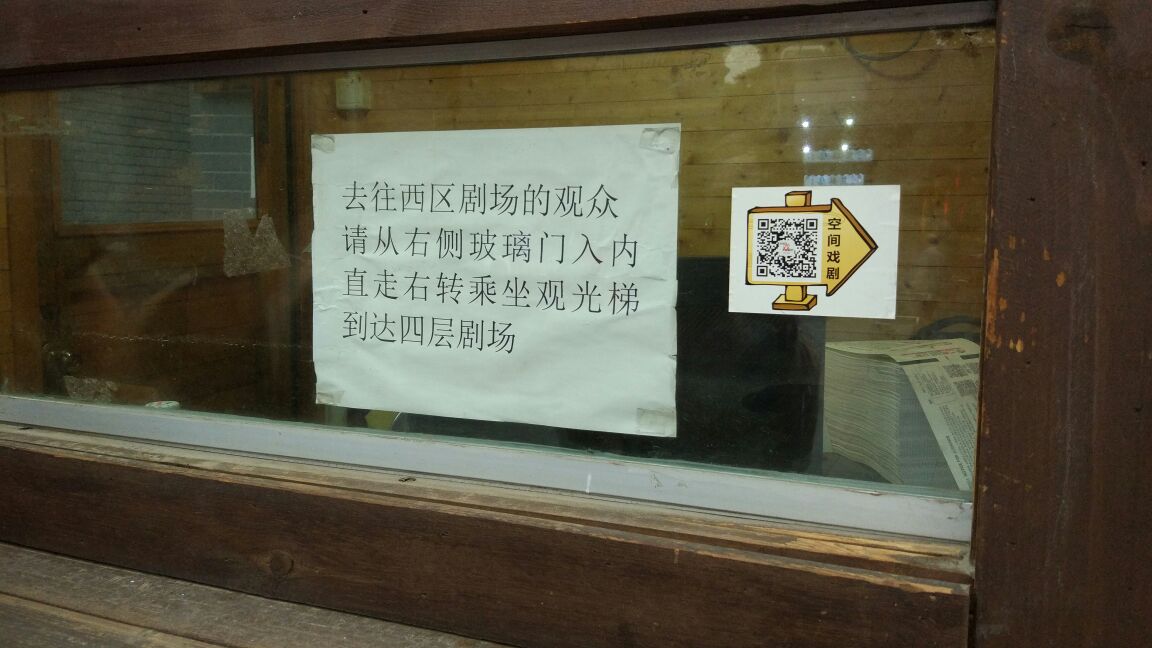 去往西区剧场的观众
请从右侧玻璃门入内
直走右转乘坐观光梯
到达四层剧场
空间戏剧